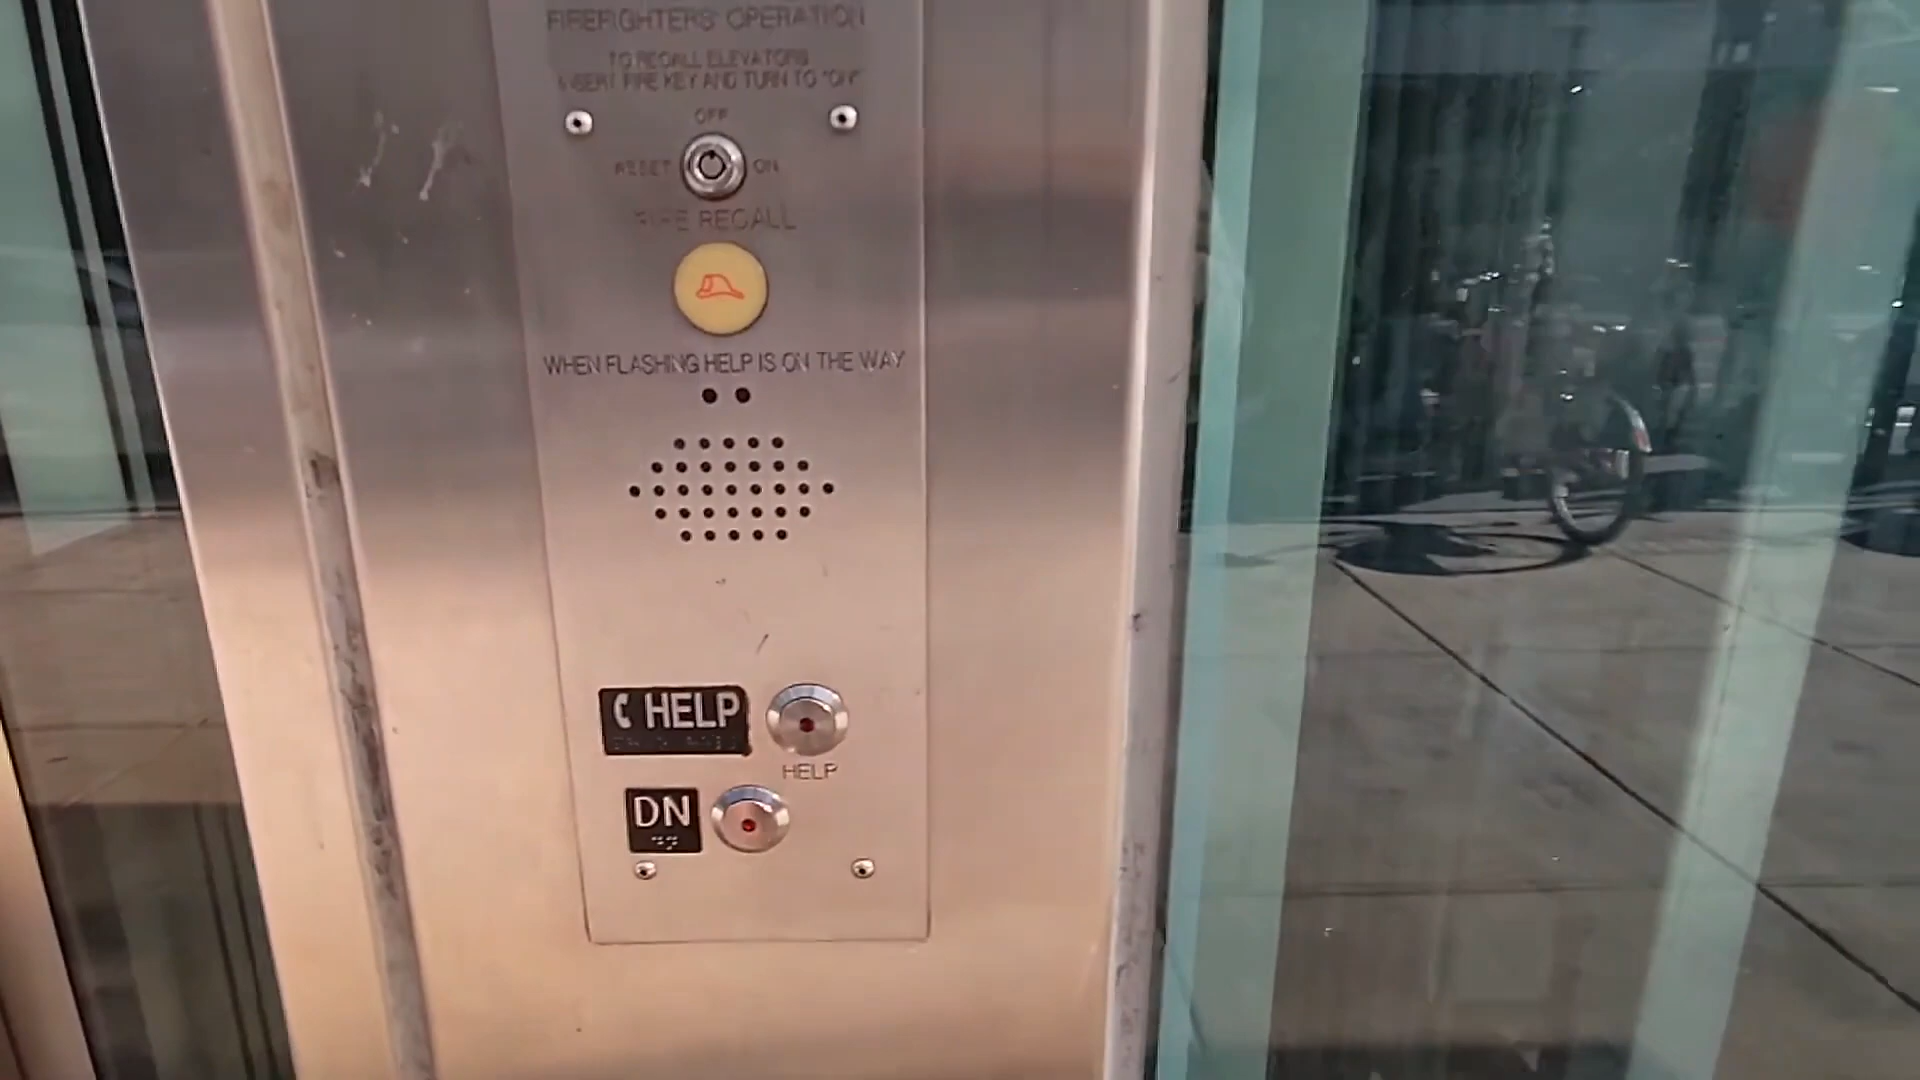 FIREFIGHTERS' OPERATION
TO RECALL ELEVATORS
INSERT FIRE KEY AND TURN TO "ON"
OFF
RESET ON
FIRE RECALL
WHEN FLASHING HELP IS ON THE WAY
HELP
HELP
DN